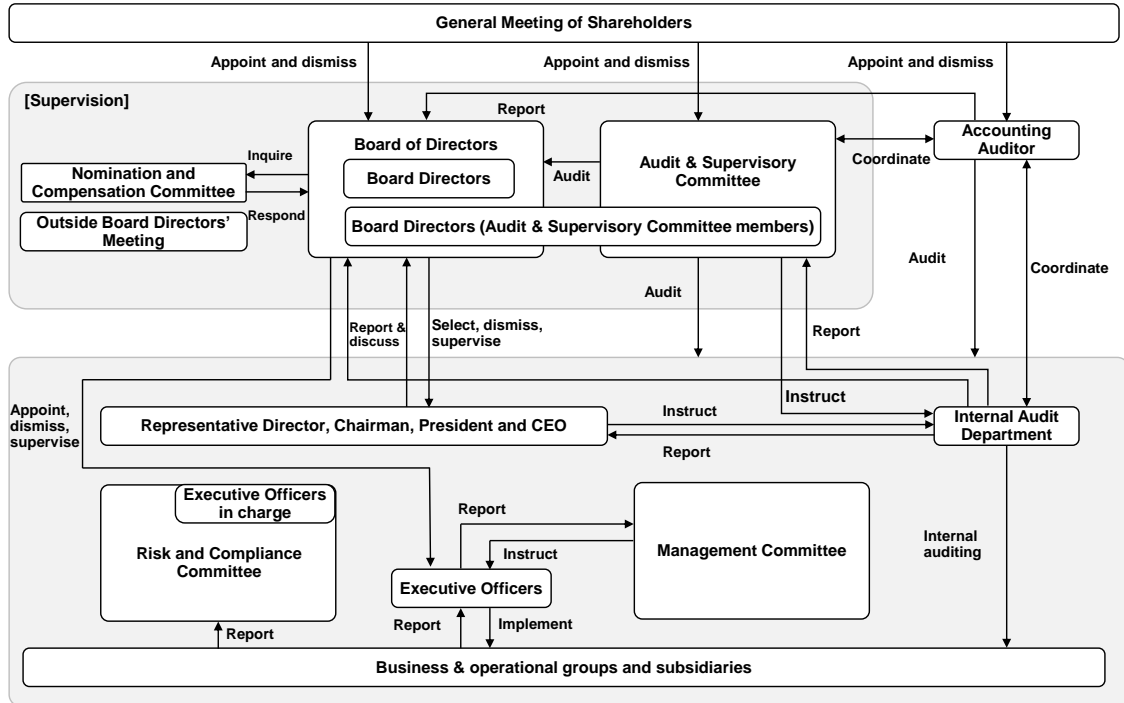 General Meeting of Shareholders
Appoint and dismiss
Appoint and dismiss
Appoint and dismiss
[Supervision]
Report
Board of Directors
Board Directors
Audit
Audit & Supervisory
Committee
Coordinate
Accounting
Auditor
Inquire
Nomination and
Compensation Committee
Respond
Outside Board Directors'
Meeting
Board Directors (Audit & Supervisory Committee members)
Audit
Audit
Coordinate
Report &
discuss
Select, dismiss,
supervise
Report
Appoint,
dismiss,
supervise
Instruct
Representative Director, Chairman, President and CEO
Instruct
Report
Internal Audit
Department
Executive Officers
in charge
Risk and Compliance
Committee
Report
Instruct
Management Committee
Internal
auditing
Executive Officers
Report
Report
Implement
Business & operational groups and subsidiaries